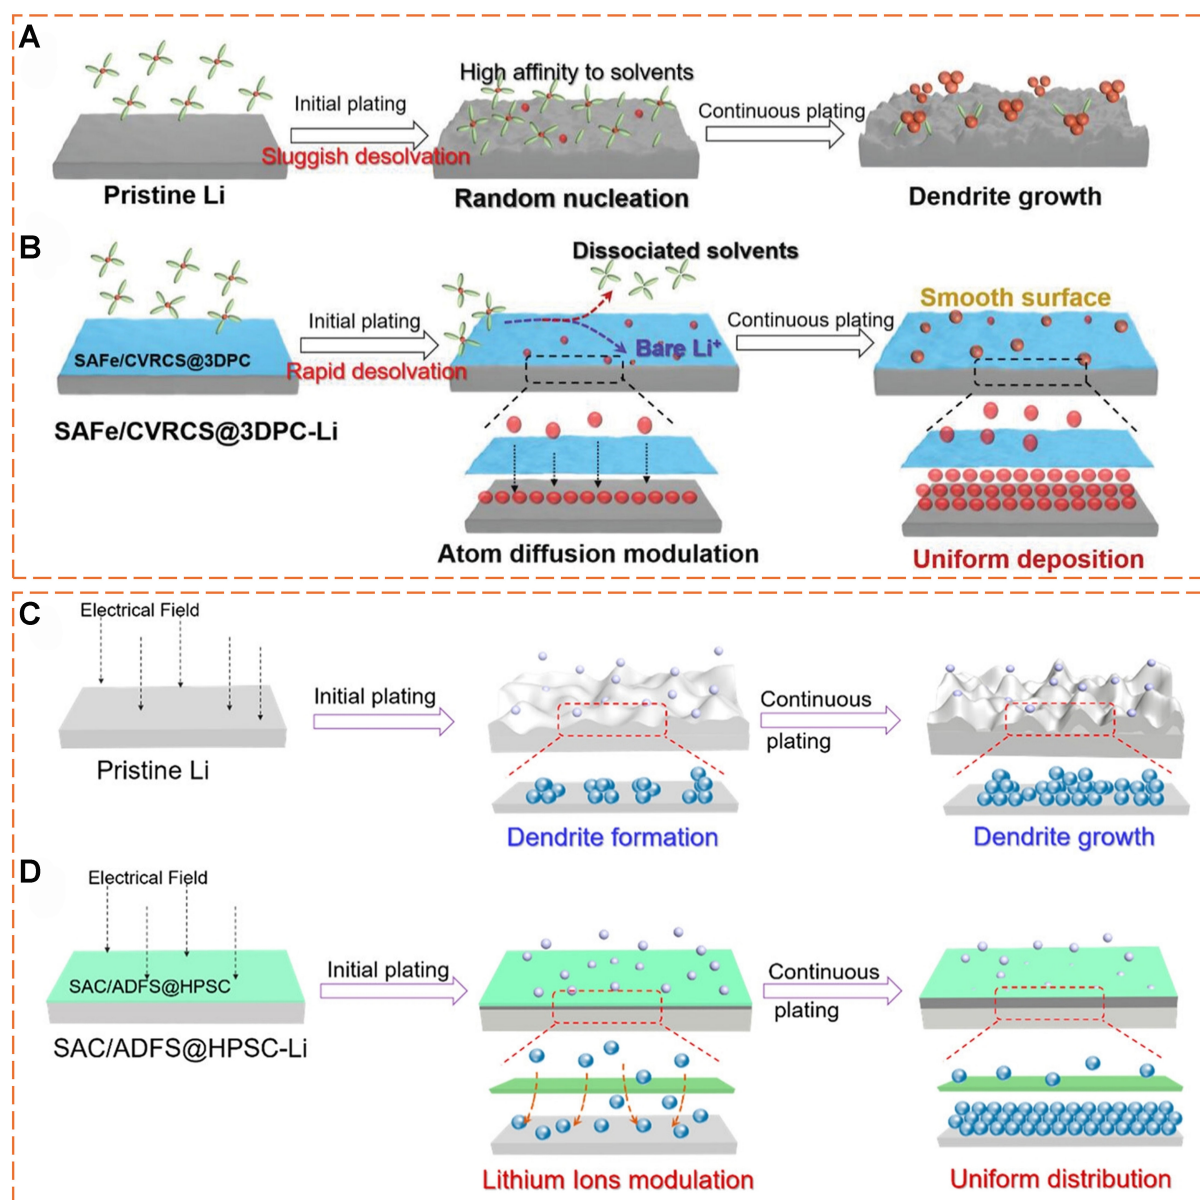 A
High affinity to solvents
Initial plating
Sluggish desolvation
Continuous plating
Pristine Li
Random nucleation
Dendrite growth
B
Dissociated solvents
SAFe/CVRCS@3DPC
Initial plating
Rapid desolvation
Bare Li⁺
Continuous plating
Smooth surface
SAFe/CVRCS@3DPC-Li
Atom diffusion modulation
Uniform deposition
C
Electrical Field
Initial plating
Continuous
plating
Pristine Li
Dendrite formation
Dendrite growth
D
Electrical Field
SAC/ADFS@HPSC
Initial plating
Continuous
plating
SAC/ADFS@HPSC-Li
Lithium Ions modulation
Uniform distribution